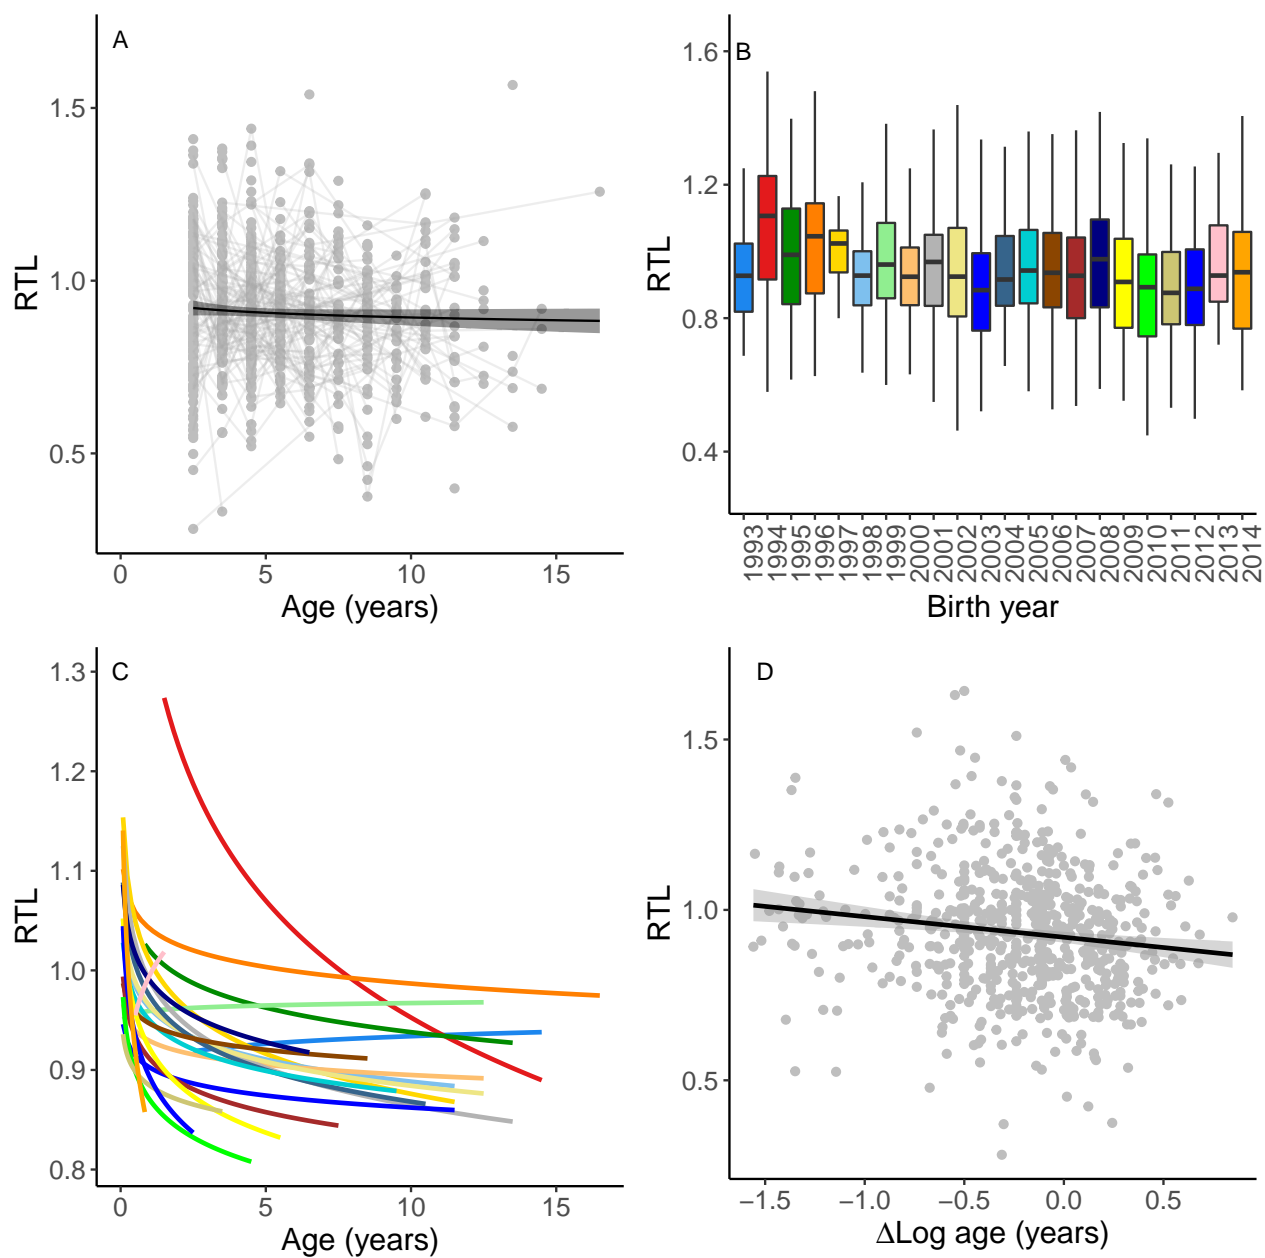 A
RTL
1.5
1.0
0.5
0 5 10 15
Age (years)
B
RTL
1.6
1.2
0.8
0.4
1993 1994 1995 1996 1997 1998 1999 2000 2001 2002 2003 2004 2005 2006 2007 2008 2009 2010 2011 2012 2013 2014
Birth year
C
RTL
1.3
1.2
1.1
1.0
0.9
0.8
0 5 10 15
Age (years)
D
RTL
1.5
1.0
0.5
−1.5 −1.0 −0.5 0.0 0.5
ΔLog age (years)